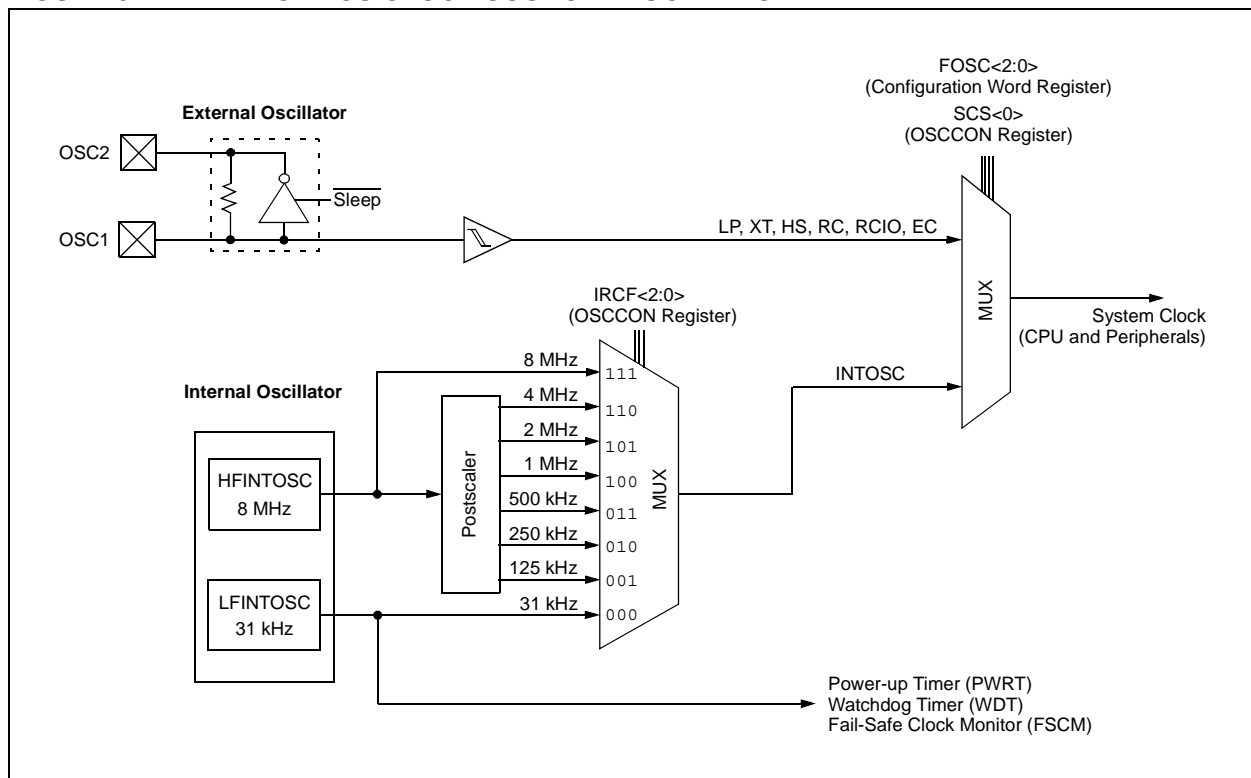 FOSC<2:0>
(Configuration Word Register)
SCS<0>
(OSCCON Register)
External Oscillator
OSC2
Sleep
OSC1
LP, XT, HS, RC, RCIO, EC
IRCF<2:0>
(OSCCON Register)
MUX
System Clock
(CPU and Peripherals)
8 MHz
111
INTOSC
Internal Oscillator
4 MHz
110
2 MHz
101
HFINTOSC
8 MHz
Postscaler
1 MHz
100
MUX
500 kHz
011
250 kHz
010
125 kHz
001
LFINTOSC
31 kHz
31 kHz
000
Power-up Timer (PWRT)
Watchdog Timer (WDT)
Fail-Safe Clock Monitor (FSCM)